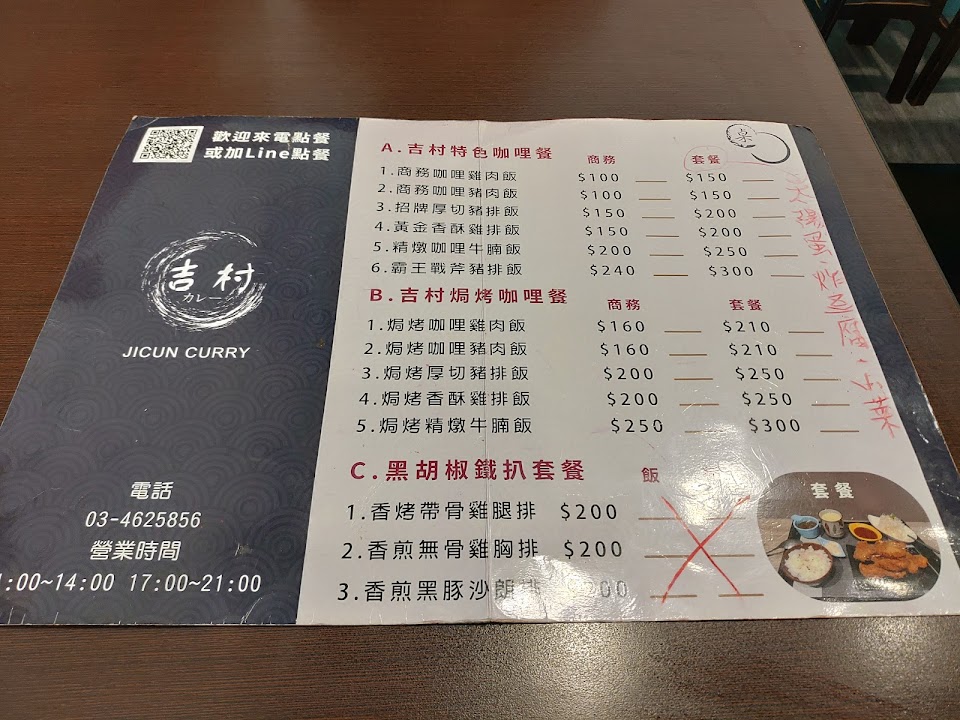 歡迎來電點餐
或加Line點餐
吉村
カレー
JICUN CURRY
電話
03-4625856
營業時間
:00~14:00 17:00~21:00
桌
A.吉村特色咖哩餐 商務 套餐
1.商務咖哩雞肉飯 $100 $150
2.商務咖哩豬肉飯 $100 $150
3.招牌厚切豬排飯 $150 $200
4.黃金香酥雞排飯 $150 $200
5.精燉咖哩牛腩飯 $200 $250
6.霸王戰斧豬排飯 $240 $300
B.吉村焗烤咖哩餐 商務 套餐
1.焗烤咖哩雞肉飯 $160 $210
2.焗烤咖哩豬肉飯 $160 $210
3.焗烤厚切豬排飯 $200 $250
4.焗烤香酥雞排飯 $200 $250
5.焗烤精燉牛腩飯 $250 $300
C.黑胡椒鐵扒套餐 飯
1.香烤帶骨雞腿排 $200
2.香煎無骨雞胸排 $200
3.香煎黑豚沙朗排 $200
套餐
太陽蛋、炸豆腐、小菜